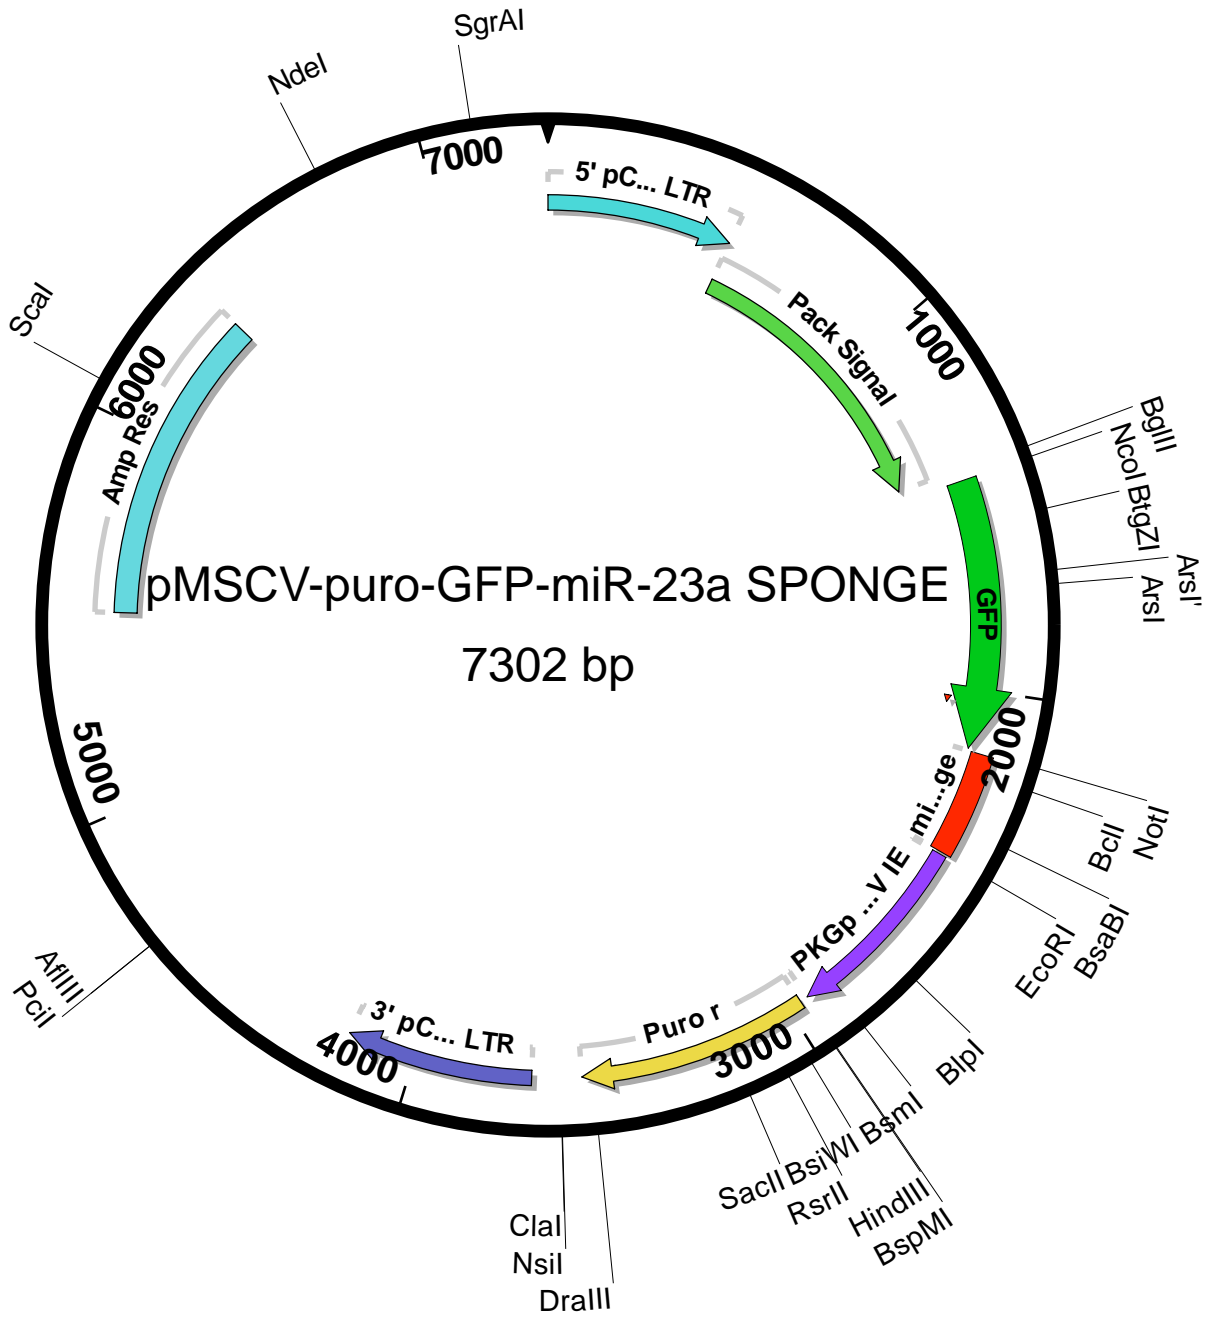 SgrAI
NdeI
7000
5' pC... LTR
Pack Signal
1000
ScaI
6000
Amp Res
BglII
NcoI
BtgZI
ArsI'
ArsI
GFP
pMSCV-puro-GFP-miR-23a SPONGE
7302 bp
2000
mi...ge
NotI
BclI
BsaBI
EcoRI
PKGp ...V IE
5000
BlpI
BsmI
HindIII
BspMI
BsiWI
RsrII
SacII
3000
Puro r
3' pC... LTR
4000
AflIII
PciI
ClaI
NsiI
DraIII